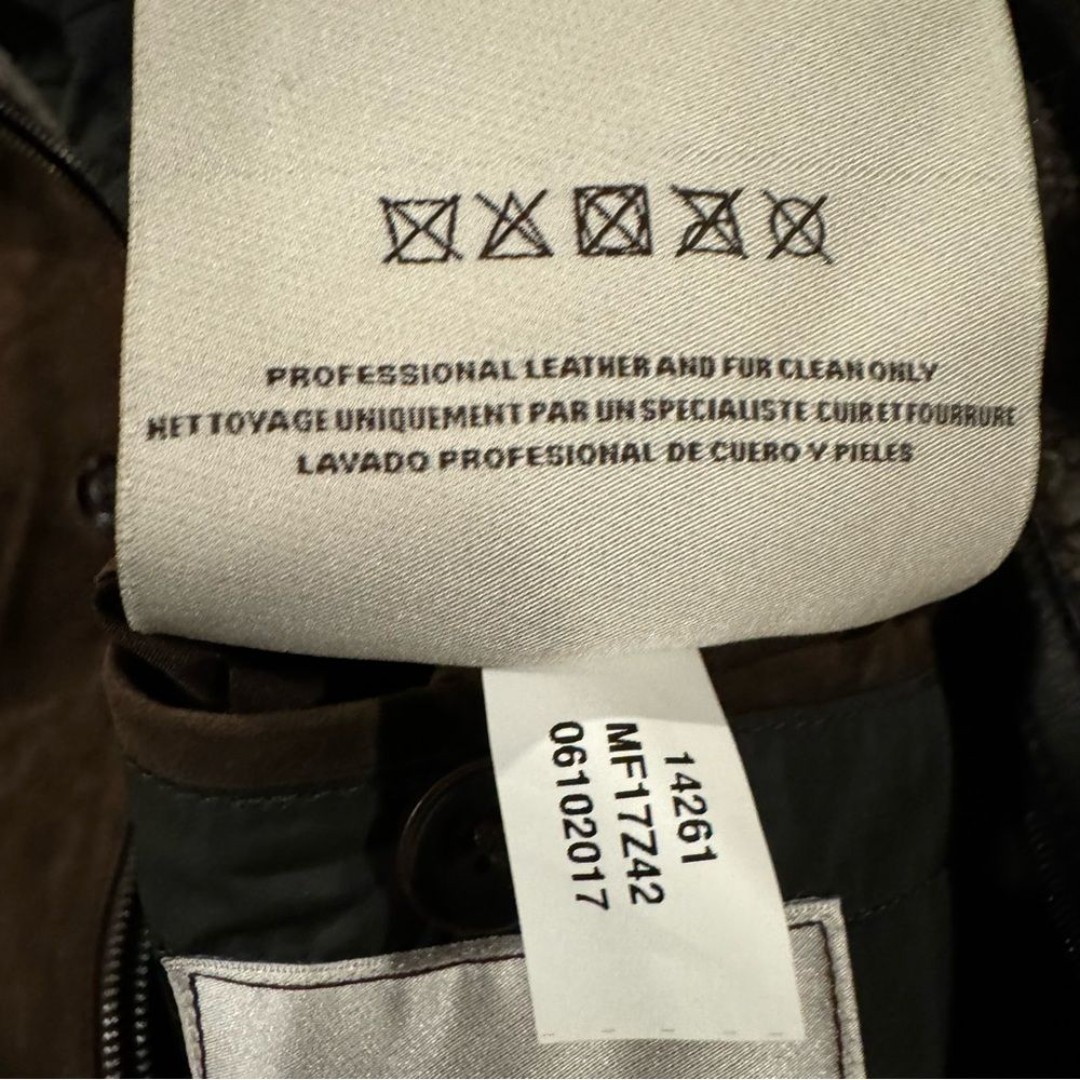 PROFESSIONAL LEATHER AND FUR CLEAN ONLY
NETTOYAGE UNIQUEMENT PAR UN SPECIALISTE CUIR ET FOURRURE
LAVADO PROFESIONAL DE CUERO Y PIELES
14261
MF17Z42
06102017